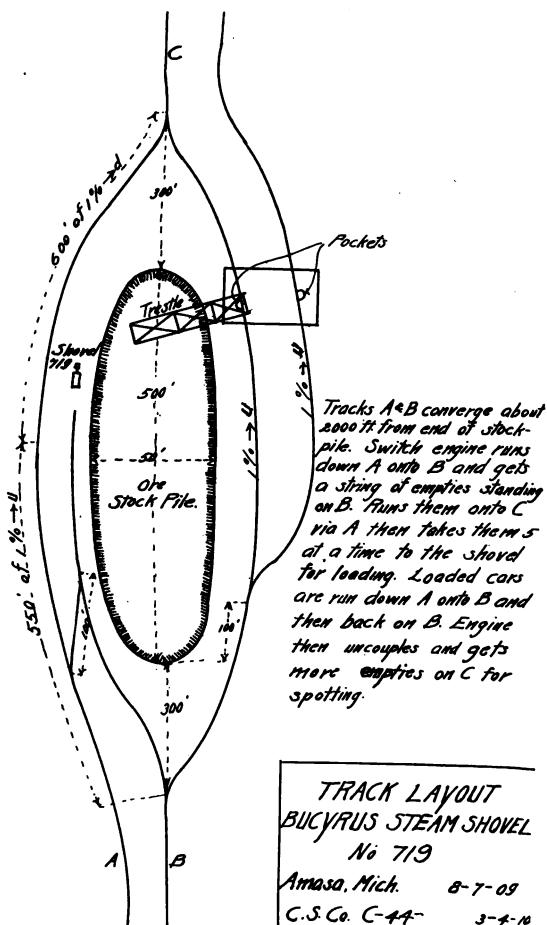 C
600' of 1% → d
300'
Pockets
Trestle
Shovel
719
500'
1% → u
1% → u
50'
Ore
Stock Pile.
550' of 1% → u
100'
100'
300'
A
B
Tracks A & B converge about
2000 ft from end of stock-
pile. Switch engine runs
down A onto B and gets
a string of empties standing
on B. Runs them onto C
via A then takes them 5
at a time to the shovel
for loading. Loaded cars
are run down A onto B and
then back on B. Engine
then uncouples and gets
more empties on C for
spotting.
TRACK LAYOUT
BUCYRUS STEAM SHOVEL
No 719
Amasa, Mich. 8-7-09
C.S. Co. C-44- 3-4-10